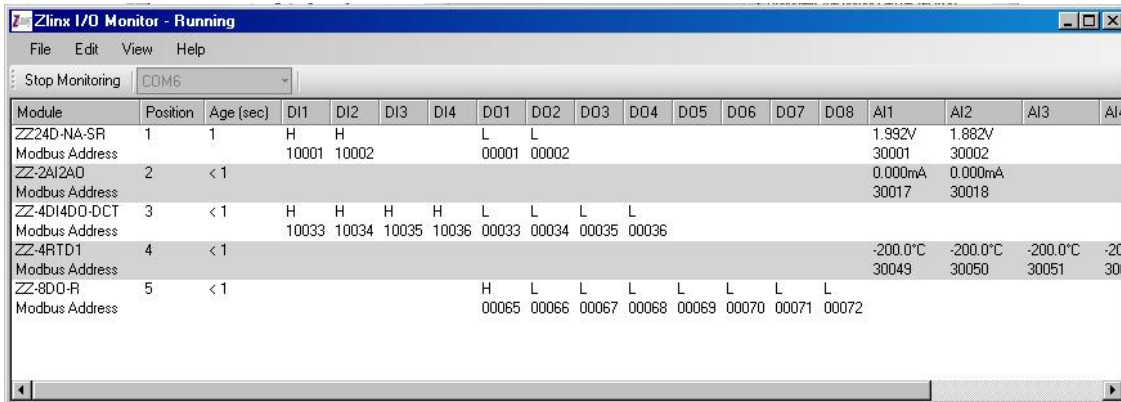 Zlinx I/O Monitor - Running
File Edit View Help
Stop Monitoring COM6
Module Position Age (sec) DI1 DI2 DI3 DI4 DO1 DO2 DO3 DO4 DO5 DO6 DO7 DO8 AI1 AI2 AI3
ZZ24D-NA-SR 1 1 H H L L 1.992V 1.882V
Modbus Address 10001 10002 00001 00002 30001 30002
ZZ-2AI2AO 2 < 1 0.000mA 0.000mA
Modbus Address 30017 30018
ZZ-4DI4DO-DCT 3 < 1 H H H H L L L L
Modbus Address 10033 10034 10035 10036 00033 00034 00035 00036
ZZ-4RTD1 4 < 1 -200.0°C -200.0°C -200.0°C
Modbus Address 30049 30050 30051
ZZ-8DO-R 5 < 1 H L L L L L L L
Modbus Address 00065 00066 00067 00068 00069 00070 00071 00072